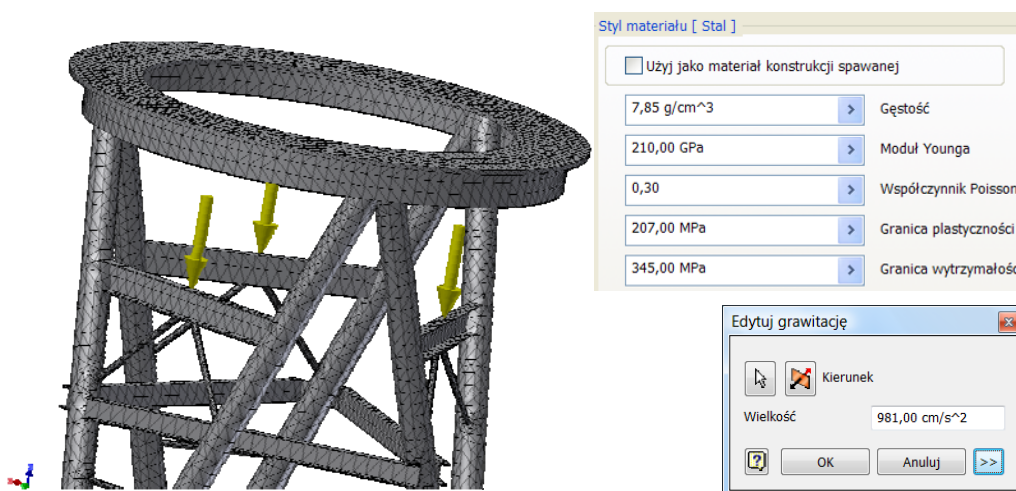 Styl materiału [ Stal ]
Użyj jako materiał konstrukcji spawanej
7,85 g/cm^3 Gęstość
210,00 GPa Moduł Younga
0,30 Współczynnik Poisson
207,00 MPa Granica plastyczności
345,00 MPa Granica wytrzymałoś
Edytuj grawitację
Kierunek
Wielkość 981,00 cm/s^2
OK Anuluj >>